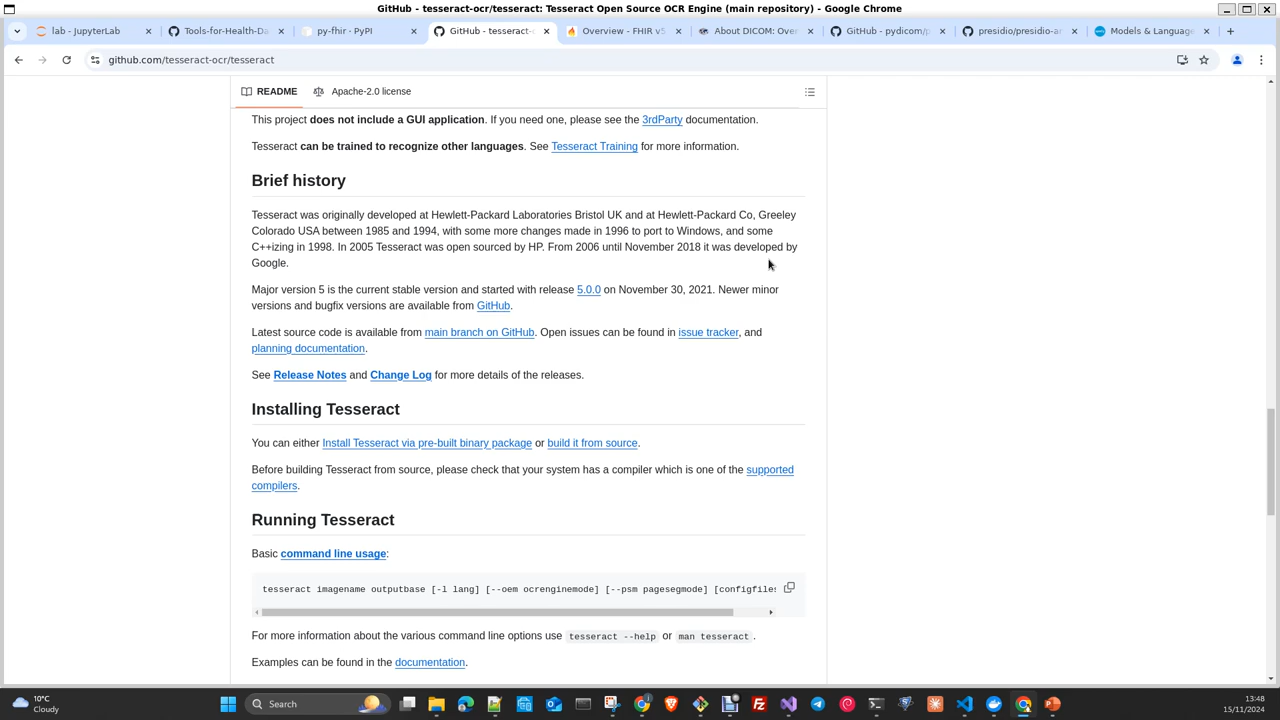 GitHub - tesseract-ocr/tesseract: Tesseract Open Source OCR Engine (main repository) - Google Chrome
lab - JupyterLab
Tools-for-Health-Da
py-fhir · PyPI
GitHub - tesseract-
Overview - FHIR v5
About DICOM: Over
GitHub - pydicom/p
presidio/presidio-an
Models & Language
github.com/tesseract-ocr/tesseract
README
Apache-2.0 license
This project does not include a GUI application. If you need one, please see the 3rdParty documentation.
Tesseract can be trained to recognize other languages. See Tesseract Training for more information.
Brief history
Tesseract was originally developed at Hewlett-Packard Laboratories Bristol UK and at Hewlett-Packard Co, Greeley
Colorado USA between 1985 and 1994, with some more changes made in 1996 to port to Windows, and some
C++izing in 1998. In 2005 Tesseract was open sourced by HP. From 2006 until November 2018 it was developed by
Google.
Major version 5 is the current stable version and started with release 5.0.0 on November 30, 2021. Newer minor
versions and bugfix versions are available from GitHub.
Latest source code is available from main branch on GitHub. Open issues can be found in issue tracker, and
planning documentation.
See Release Notes and Change Log for more details of the releases.
Installing Tesseract
You can either Install Tesseract via pre-built binary package or build it from source.
Before building Tesseract from source, please check that your system has a compiler which is one of the supported
compilers.
Running Tesseract
Basic command line usage:
tesseract imagename outputbase [-l lang] [--oem ocrenginemode] [--psm pagesegmode] [configfiles
For more information about the various command line options use tesseract --help or man tesseract.
Examples can be found in the documentation.
10°C
Cloudy
Search
13:48
15/11/2024